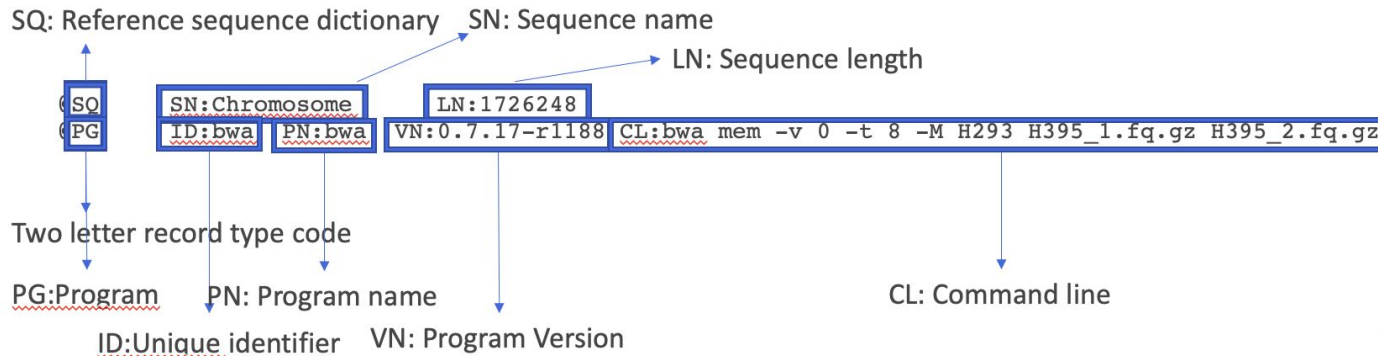 SQ: Reference sequence dictionary SN: Sequence name
LN: Sequence length
@SQ SN:Chromosome LN:1726248
@PG ID:bwa PN:bwa VN:0.7.17-r1188 CL:bwa mem -v 0 -t 8 -M H293 H395_1.fq.gz H395_2.fq.gz
Two letter record type code
PG:Program PN: Program name CL: Command line
ID:Unique identifier VN: Program Version